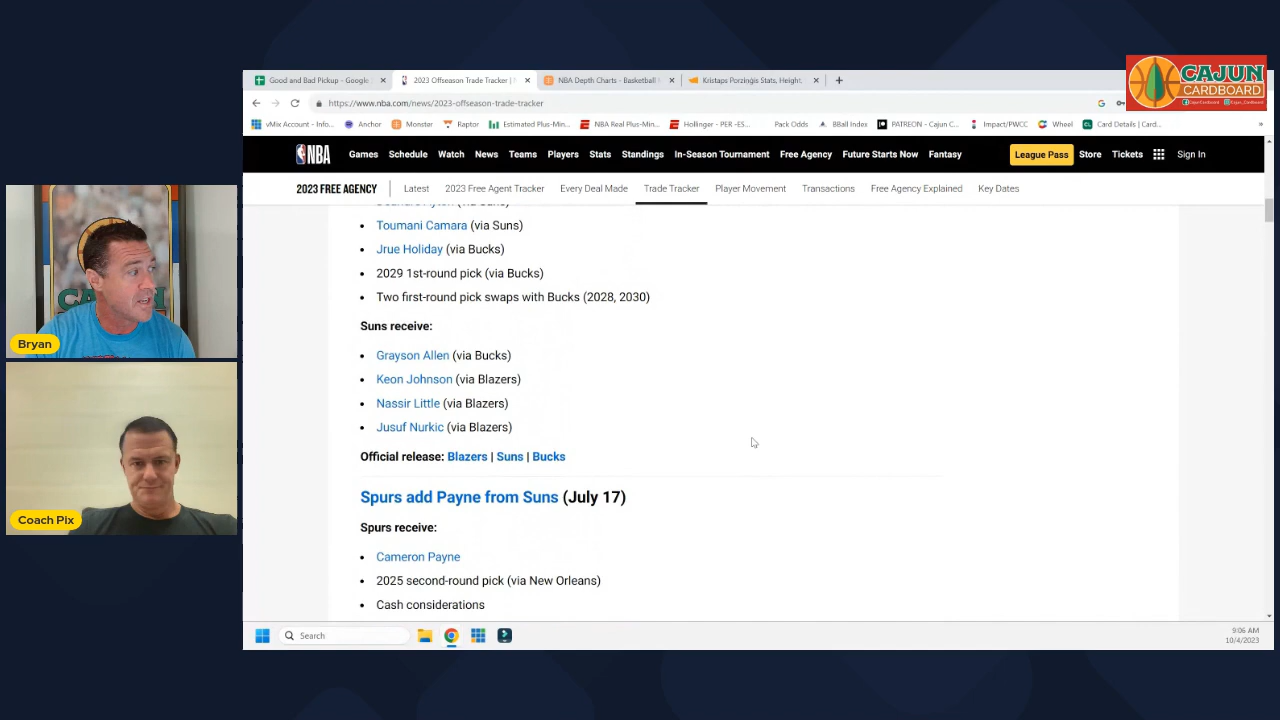 CAJUN
CARDBOARD
CajunCardboard
Cajun_Cardboard
Good and Bad Pickup - Google
2023 Offseason Trade Tracker |
NBA Depth Charts - Basketball
Kristaps Porzingis Stats, Height,
https://www.nba.com/news/2023-offseason-trade-tracker
vMix Account - Info...
Anchor
Monster
Raptor
Estimated Plus-Min...
NBA Real Plus-Min...
Hollinger - PER -ES...
Pack Odds
BBall Index
PATREON - Cajun C...
Impact/PWCC
Wheel
Card Details | Card...
NBA
Games
Schedule
Watch
News
Teams
Players
Stats
Standings
In-Season Tournament
Free Agency
Future Starts Now
Fantasy
League Pass
Store
Tickets
Sign In
2023 FREE AGENCY
Latest
2023 Free Agent Tracker
Every Deal Made
Trade Tracker
Player Movement
Transactions
Free Agency Explained
Key Dates
Toumani Camara (via Suns)
Jrue Holiday (via Bucks)
2029 1st-round pick (via Bucks)
Two first-round pick swaps with Bucks (2028, 2030)
Suns receive:
Grayson Allen (via Bucks)
Keon Johnson (via Blazers)
Nassir Little (via Blazers)
Jusuf Nurkic (via Blazers)
Official release: Blazers | Suns | Bucks
Spurs add Payne from Suns (July 17)
Spurs receive:
Cameron Payne
2025 second-round pick (via New Orleans)
Cash considerations
Bryan
Coach Pix
Search
9:06 AM
10/4/2023